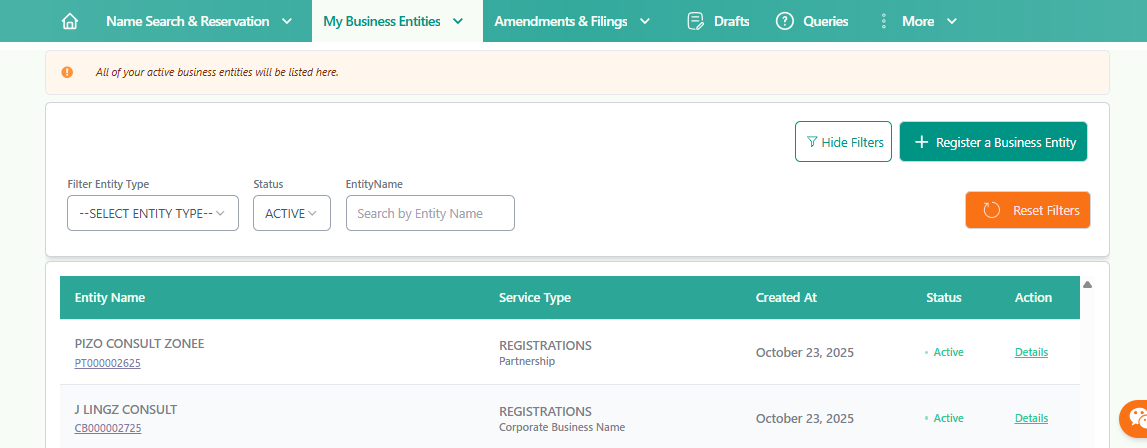 Name Search & Reservation My Business Entities Amendments & Filings Drafts Queries More
All of your active business entities will be listed here.
Hide Filters Register a Business Entity
Filter Entity Type Status EntityName
--SELECT ENTITY TYPE-- ACTIVE Search by Entity Name Reset Filters
Entity Name Service Type Created At Status Action
PIZO CONSULT ZONEE REGISTRATIONS October 23, 2025 Active Details
PT000002625 Partnership
J LINGZ CONSULT REGISTRATIONS October 23, 2025 Active Details
CB000002725 Corporate Business Name